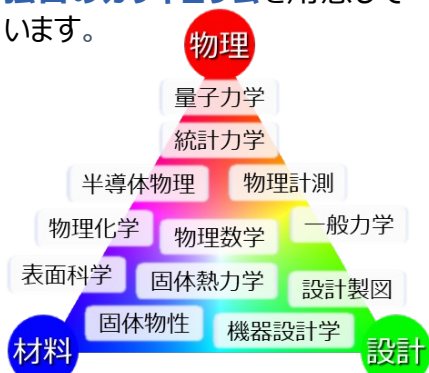 います。
物理
量子力学
統計力学
半導体物理
物理計測
物理化学
物理数学
一般力学
表面科学
固体熱力学
設計製図
固体物性
機器設計学
材料
設計